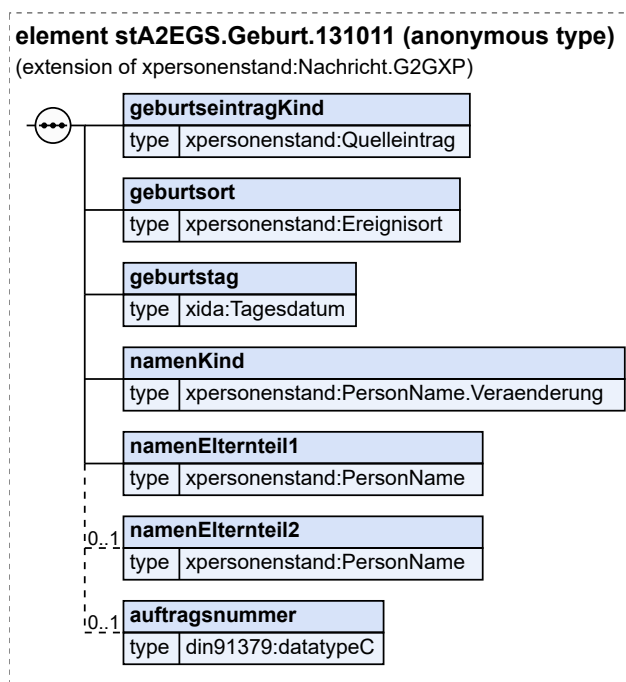 element stA2EGS.Geburt.131011 (anonymous type)
(extension of xpersonenstand:Nachricht.G2GXP)
geburtseintragKind
type xpersonenstand:Quelleintrag
geburtsort
type xpersonenstand:Ereignisort
geburtstag
type xida:Tagesdatum
namenKind
type xpersonenstand:PersonName.Veraenderung
namenElternteil1
type xpersonenstand:PersonName
0..1 namenElternteil2
type xpersonenstand:PersonName
0..1 auftragsnummer
type din91379:datatypeC